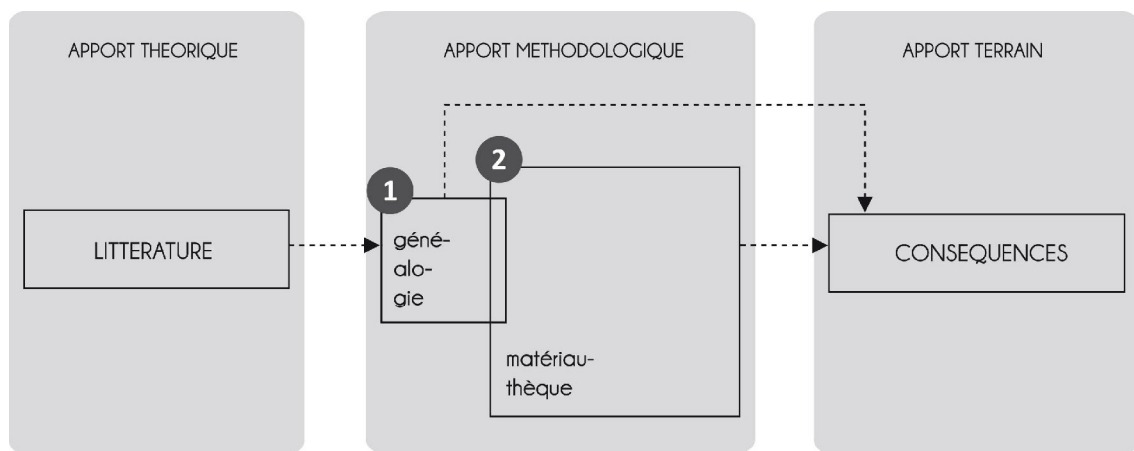 APPORT THEORIQUE
LITTERATURE
APPORT METHODOLOGIQUE
1
géné-
alo-
gie
2
matériau-
thèque
APPORT TERRAIN
CONSEQUENCES